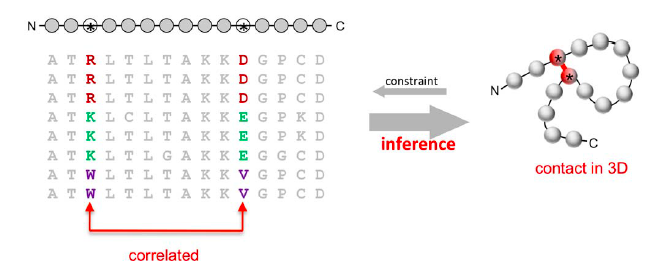 N * * C
A T R L T L T A K K D G P C D
A T R L T L T A K K D G P C D
A T R L T L T A K K D G P C D
A T K L C L T A K K E G P K D
A T K L T L T A K K E G P K D
A T K L T L G A K K E G G C D
A T W L T L T A K K V G P C D
A T W L T L T A K K V G P C D
correlated
constraint
inference
* *
N
C
contact in 3D